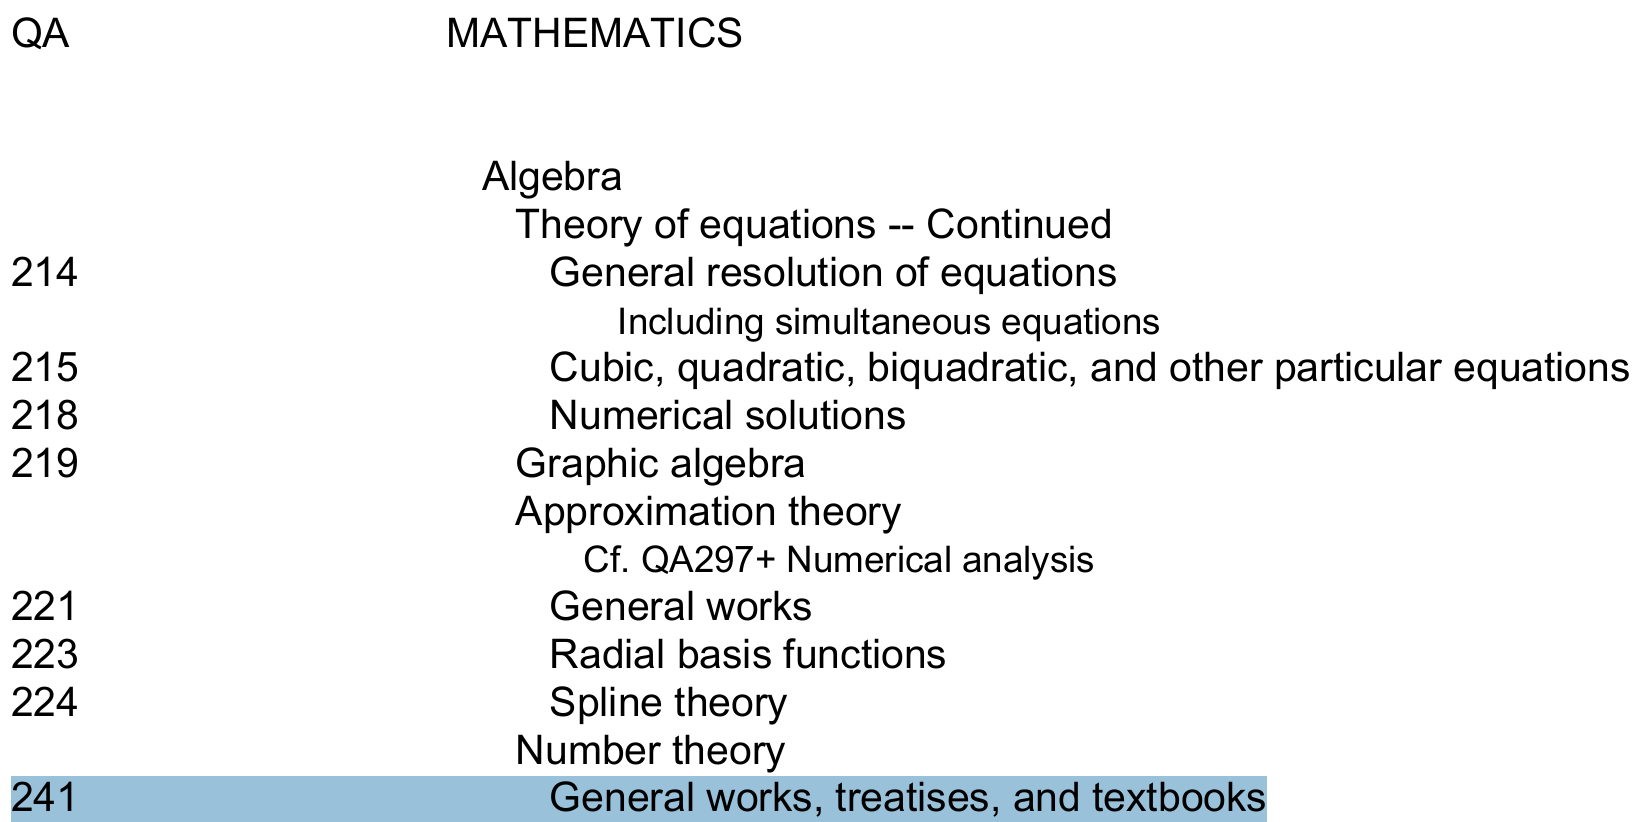 QA MATHEMATICS
Algebra
Theory of equations -- Continued
214 General resolution of equations
Including simultaneous equations
215 Cubic, quadratic, biquadratic, and other particular equations
218 Numerical solutions
219 Graphic algebra
Approximation theory
Cf. QA297+ Numerical analysis
221 General works
223 Radial basis functions
224 Spline theory
Number theory
241 General works, treatises, and textbooks